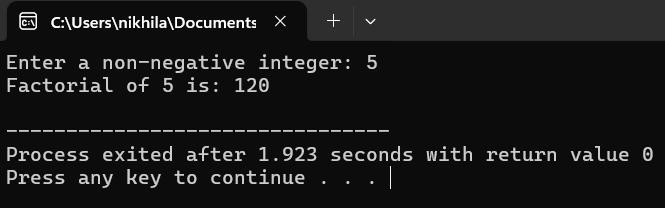 C:\Users\nikhila\Documents
Enter a non-negative integer: 5
Factorial of 5 is: 120
--------------------------------
Process exited after 1.923 seconds with return value 0
Press any key to continue . . .